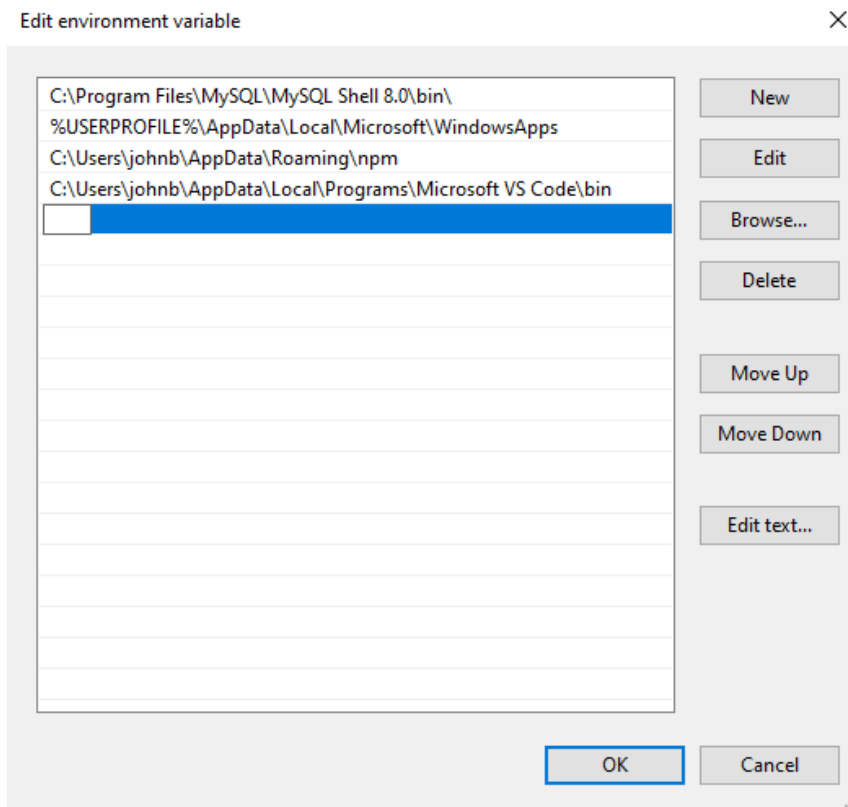 Edit environment variable
C:\Program Files\MySQL\MySQL Shell 8.0\bin\
%USERPROFILE%\AppData\Local\Microsoft\WindowsApps
C:\Users\johnb\AppData\Roaming\npm
C:\Users\johnb\AppData\Local\Programs\Microsoft VS Code\bin
New
Edit
Browse...
Delete
Move Up
Move Down
Edit text...
OK
Cancel